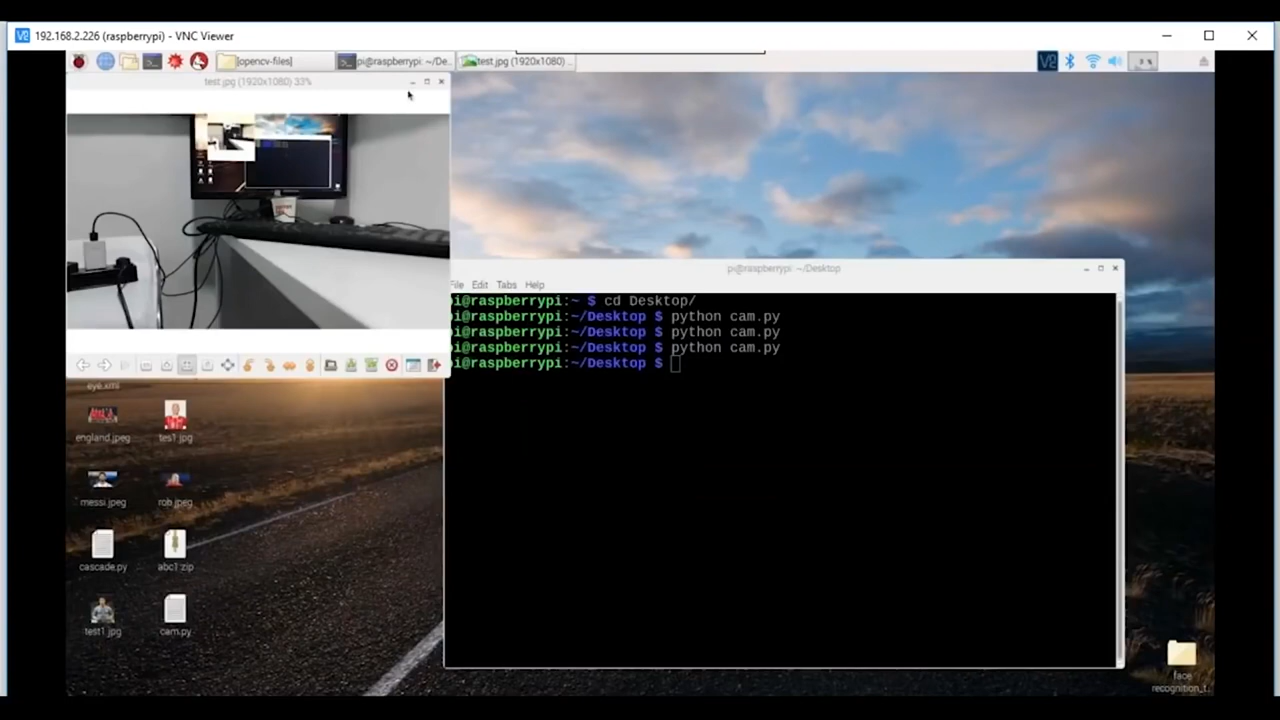 192.168.2.226 (raspberrypi) - VNC Viewer
[opencv-files]
pi@raspberrypi: ~/De...
test.jpg (1920x1080) ...
test.jpg (1920x1080) 33%
pi@raspberrypi: ~/Desktop
File Edit Tabs Help
pi@raspberrypi:~ $ cd Desktop/
pi@raspberrypi:~/Desktop $ python cam.py
pi@raspberrypi:~/Desktop $ python cam.py
pi@raspberrypi:~/Desktop $ python cam.py
pi@raspberrypi:~/Desktop $
eye.xml
england.jpeg
tes1.jpg
messi.jpeg
rob.jpeg
cascade.py
abc1.zip
test1.jpg
cam.py
face
recognition_t...